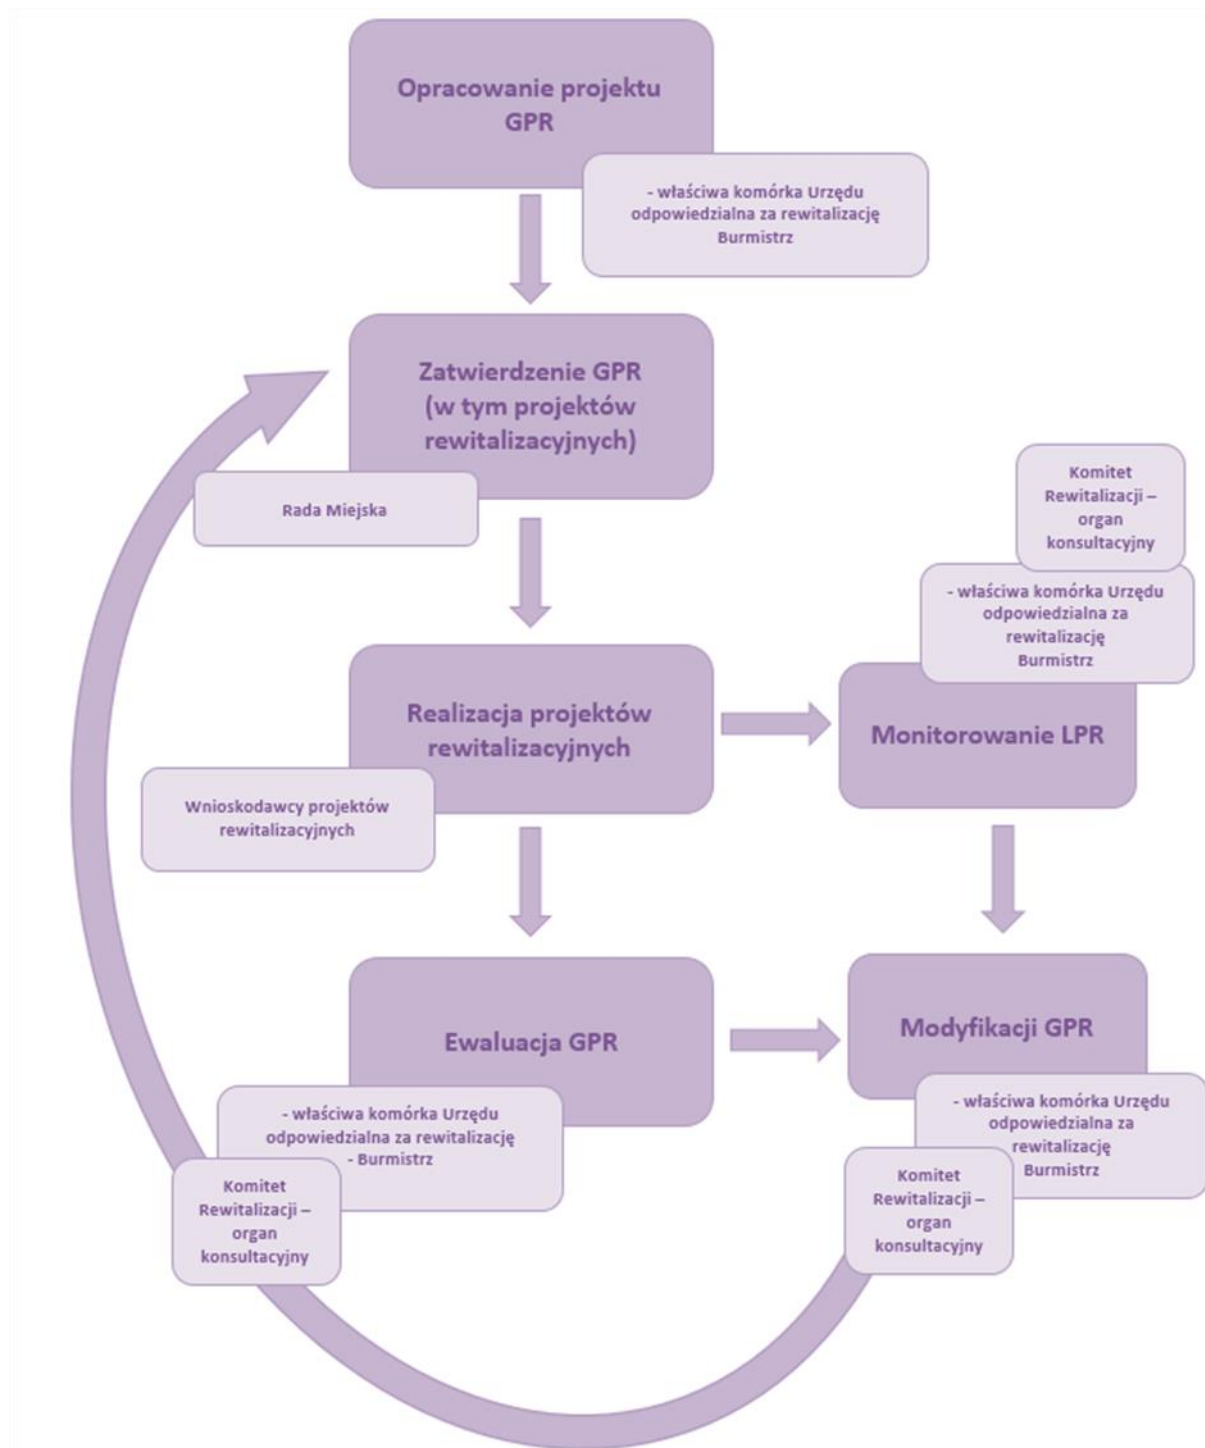 Opracowanie projektu
GPR
- właściwa komórka Urzędu
odpowiedzialna za rewitalizację
Burmistrz
Zatwierdzenie GPR
(w tym projektów
rewitalizacyjnych)
Rada Miejska
Komitet
Rewitalizacji –
organ
konsultacyjny
- właściwa komórka Urzędu
odpowiedzialna za
rewitalizację
Burmistrz
Realizacja projektów
rewitalizacyjnych
Monitorowanie LPR
Wnioskodawcy projektów
rewitalizacyjnych
Ewaluacja GPR
Modyfikacji GPR
- właściwa komórka Urzędu
odpowiedzialna za rewitalizację
- Burmistrz
Komitet
Rewitalizacji –
organ
konsultacyjny
- właściwa komórka Urzędu
odpowiedzialna za
rewitalizację
Burmistrz
Komitet
Rewitalizacji –
organ
konsultacyjny